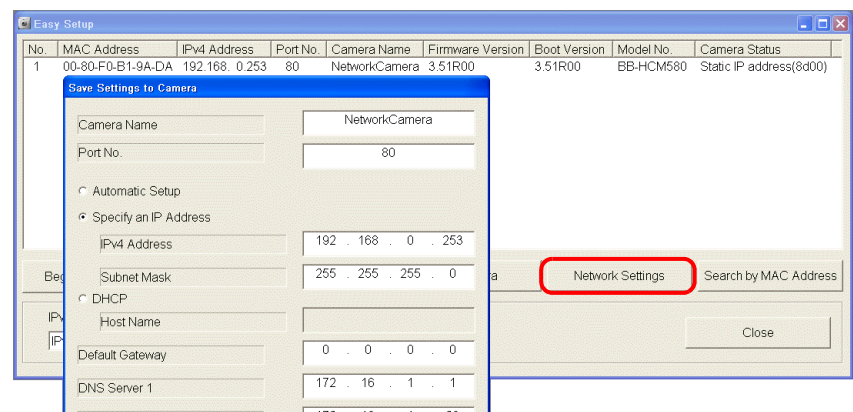 Easy Setup
No. MAC Address IPv4 Address Port No. Camera Name Firmware Version Boot Version Model No. Camera Status
1 00-80-F0-B1-9A-DA 192.168. 0.253 80 NetworkCamera 3.51R00 3.51R00 BB-HCM580 Static IP address(8d00)
Save Settings to Camera
Camera Name NetworkCamera
Port No. 80
Automatic Setup
Specify an IP Address
IPv4 Address 192 . 168 . 0 . 253
Subnet Mask 255 . 255 . 255 . 0
DHCP
Host Name
Default Gateway 0 . 0 . 0 . 0
DNS Server 1 172 . 16 . 1 . 1
Network Settings
Search by MAC Address
Close